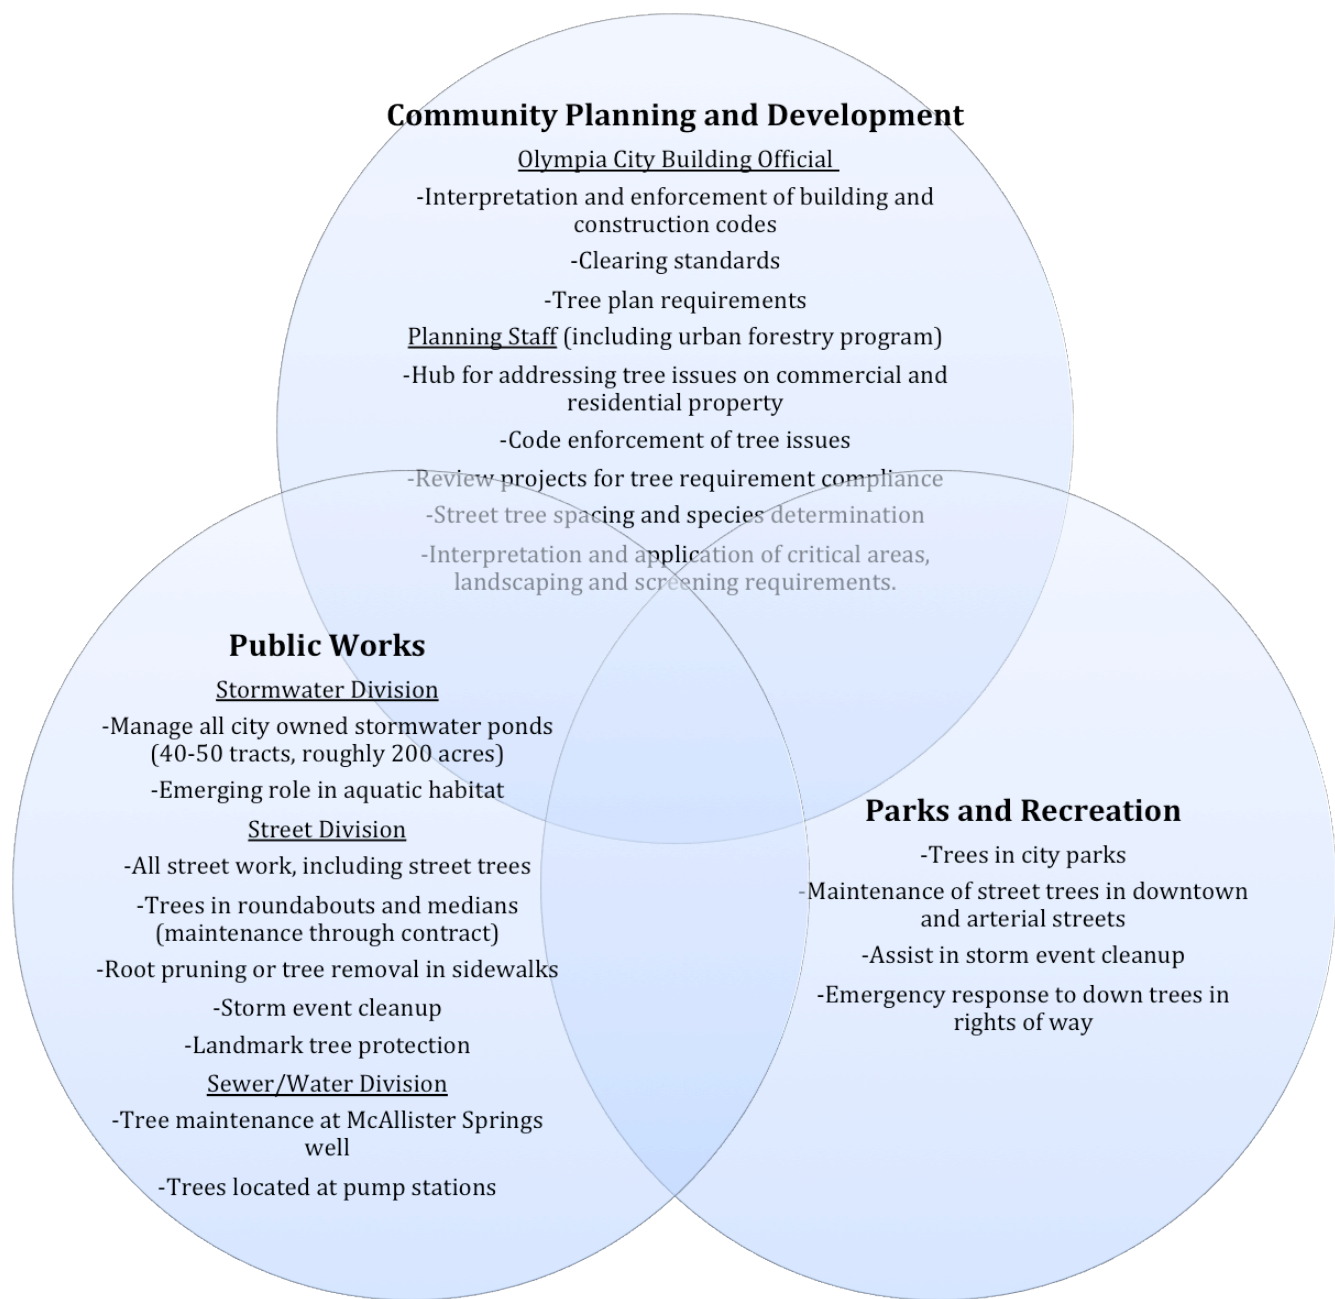 Community Planning and Development
Olympia City Building Official
-Interpretation and enforcement of building and
construction codes
-Clearing standards
-Tree plan requirements
Planning Staff (including urban forestry program)
-Hub for addressing tree issues on commercial and
residential property
-Code enforcement of tree issues
-Review projects for tree requirement compliance
-Street tree spacing and species determination
-Interpretation and application of critical areas,
landscaping and screening requirements.
Public Works
Stormwater Division
-Manage all city owned stormwater ponds
(40-50 tracts, roughly 200 acres)
-Emerging role in aquatic habitat
Street Division
-All street work, including street trees
-Trees in roundabouts and medians
(maintenance through contract)
-Root pruning or tree removal in sidewalks
-Storm event cleanup
-Landmark tree protection
Sewer/Water Division
-Tree maintenance at McAllister Springs
well
-Trees located at pump stations
Parks and Recreation
-Trees in city parks
-Maintenance of street trees in downtown
and arterial streets
-Assist in storm event cleanup
-Emergency response to down trees in
rights of way